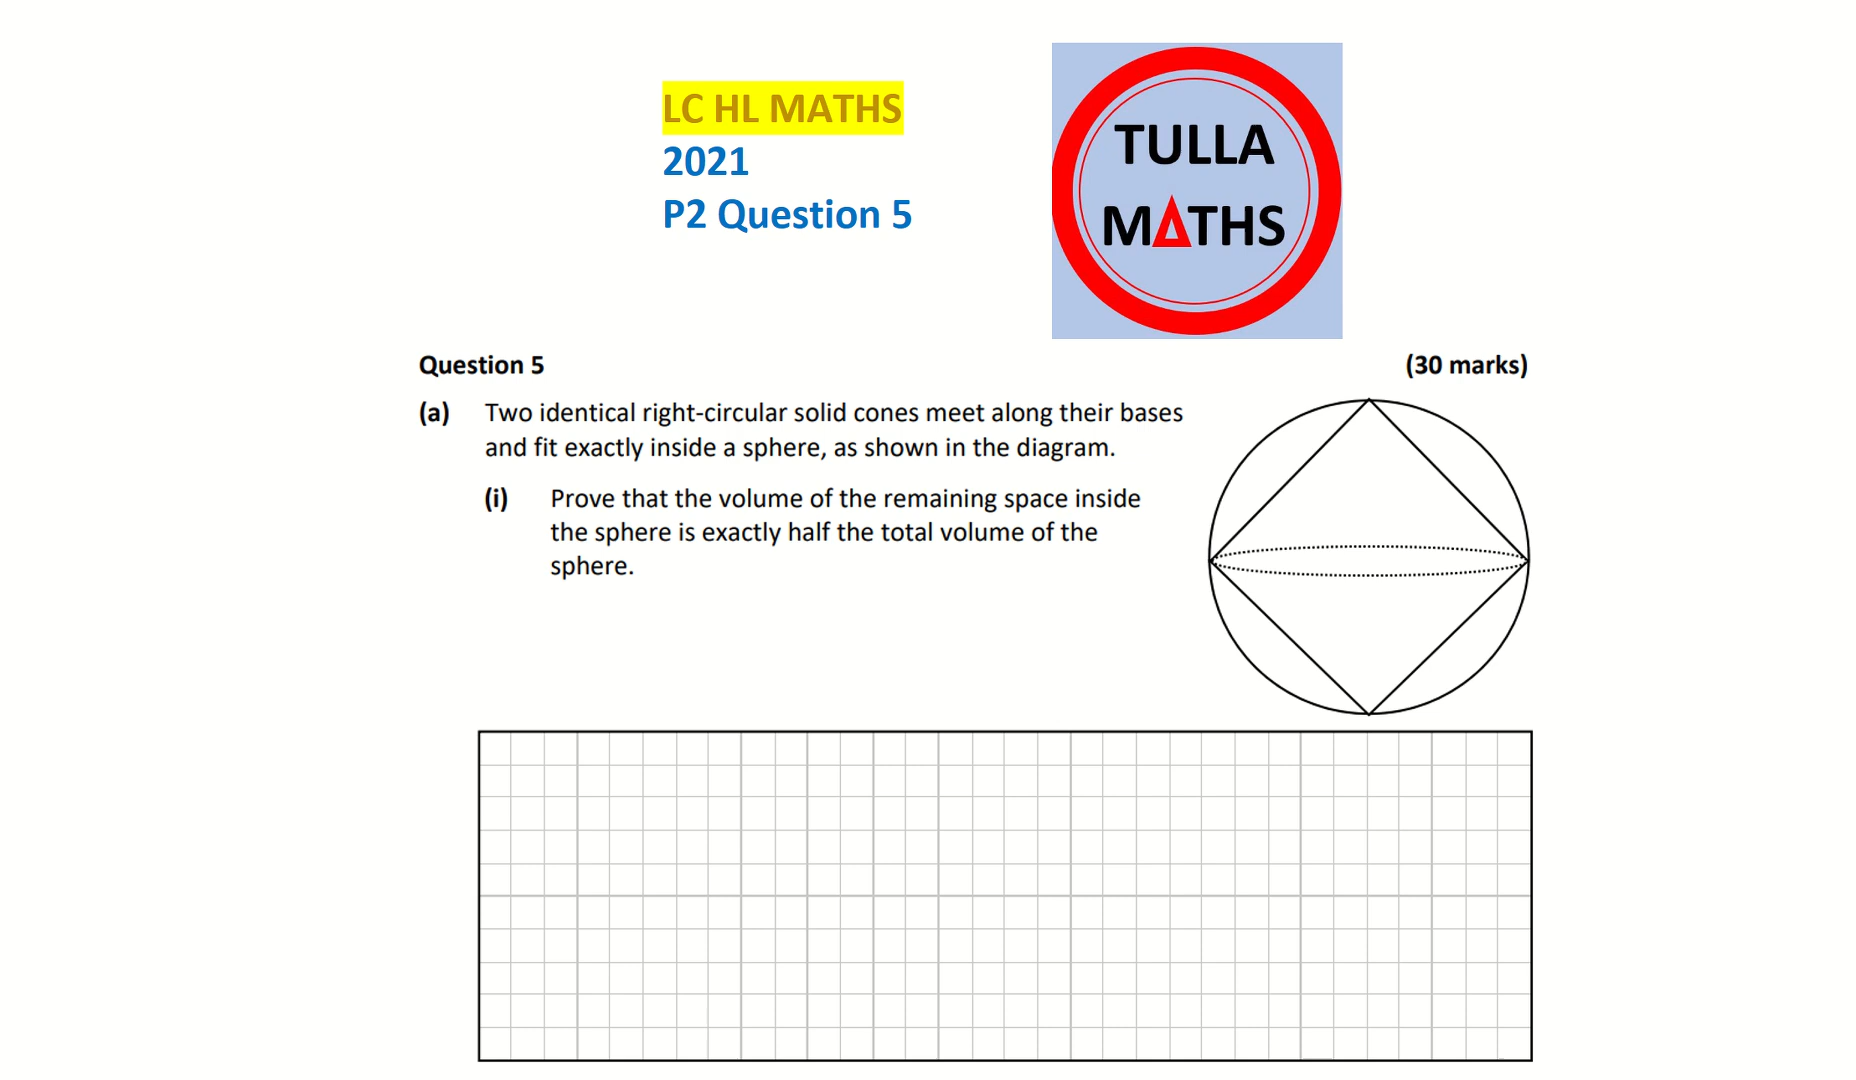 LC HL MATHS
2021
P2 Question 5
TULLA
MATHS
Question 5 (30 marks)
(a) Two identical right-circular solid cones meet along their bases
and fit exactly inside a sphere, as shown in the diagram.
(i) Prove that the volume of the remaining space inside
the sphere is exactly half the total volume of the
sphere.